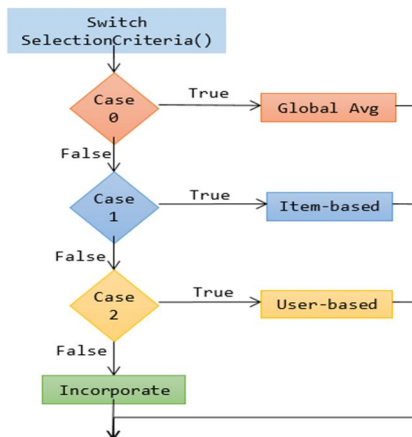 Switch
SelectionCriteria()
Case
0
True
Global Avg
False
Case
1
True
Item-based
False
Case
2
True
User-based
False
Incorporate